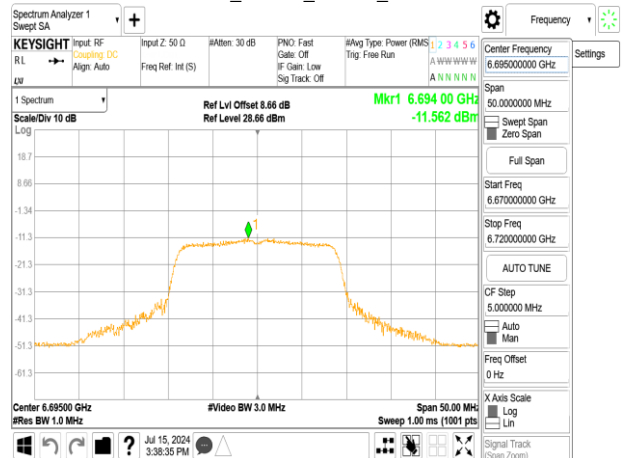 Spectrum Analyzer 1
Swept SA
+
Frequency
KEYSIGHT
Input: RF
Coupling: DC
Align: Auto
Input Z: 50 Ω
Freq Ref: Int (S)
#Atten: 30 dB
PNO: Fast
Gate: Off
IF Gain: Low
Sig Track: Off
#Avg Type: Power (RMS
Trig: Free Run
1 2 3 4 5 6
A W W W W W
A N N N N N
RL
1 Spectrum
Scale/Div 10 dB
Log
Ref Lvl Offset 8.66 dB
Ref Level 28.66 dBm
Mkr1 6.694 00 GHz
-11.562 dBm
18.7
8.66
-1.34
-11.3
-21.3
-31.3
-41.3
-51.3
-61.3
1
Center 6.69500 GHz
#Res BW 1.0 MHz
#Video BW 3.0 MHz
Span 50.00 MHz
Sweep 1.00 ms (1001 pts
Jul 15, 2024
3:38:35 PM
?
Center Frequency
6.695000000 GHz
Settings
Span
50.0000000 MHz
Swept Span
Zero Span
Full Span
Start Freq
6.670000000 GHz
Stop Freq
6.720000000 GHz
AUTO TUNE
CF Step
5.000000 MHz
Auto
Man
Freq Offset
0 Hz
X Axis Scale
Log
Lin
Signal Track
(Span Zoom)